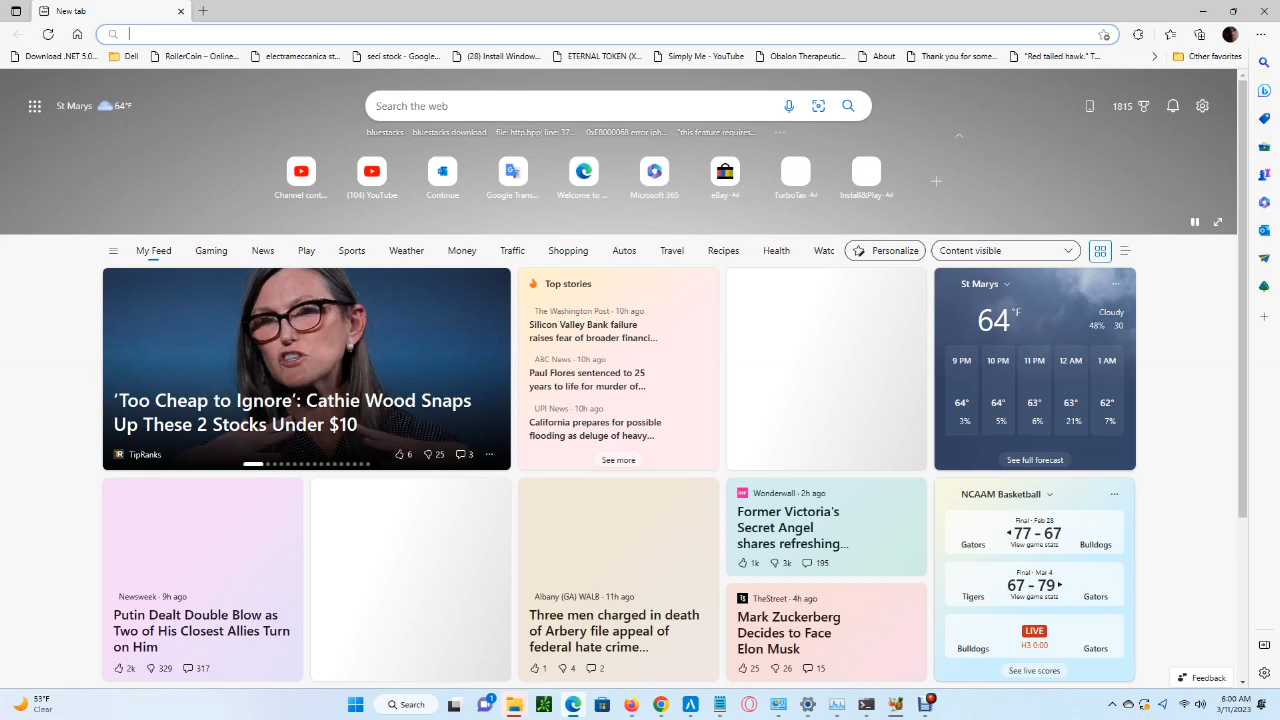 New tab
Download .NET 5.0...
Dell
RollerCoin – Online...
electrameccanica st...
seci stock - Google...
(28) Install Window...
ETERNAL TOKEN (X...
Simply Me - YouTube
Obalon Therapeutic...
About
Thank you for some...
"Red tailed hawk." T...
St Marys 64°F
Search the web
1815
bluestacks
bluestacks download
file: http.hpp; line: 37...
0xE8000068 error iph...
"this feature requires...
Channel cont...
(104) YouTube
Continue
Google Trans...
Welcome to ...
Microsoft 365
eBay · Ad
TurboTax · Ad
Install&Play · Ad
My Feed
Gaming
News
Play
Sports
Weather
Money
Traffic
Shopping
Autos
Travel
Recipes
Health
Watc
Personalize
Content visible
'Too Cheap to Ignore': Cathie Wood Snaps
Up These 2 Stocks Under $10
TipRanks
6 25 3
Top stories
The Washington Post · 10h ago
Silicon Valley Bank failure
raises fear of broader financi...
ABC News · 10h ago
Paul Flores sentenced to 25
years to life for murder of...
UPI News · 10h ago
California prepares for possible
flooding as deluge of heavy...
See more
St Marys
64 °F
Cloudy
48% 30
9 PM 10 PM 11 PM 12 AM 1 AM
64° 64° 63° 63° 62°
3% 5% 6% 21% 7%
See full forecast
Newsweek · 9h ago
Putin Dealt Double Blow as
Two of His Closest Allies Turn
on Him
2k 329 317
Albany (GA) WALB · 11h ago
Three men charged in death
of Arbery file appeal of
federal hate crime...
1 4 2
Wonderwall · 2h ago
Former Victoria's
Secret Angel
shares refreshing...
1k 3k 195
TheStreet · 4h ago
Mark Zuckerberg
Decides to Face
Elon Musk
25 26 15
NCAAM Basketball
Final · Feb 28
77 - 67
Gators View game stats Bulldogs
Final · Mar 4
67 - 79
Tigers View game stats Gators
LIVE
Bulldogs H3 0:00 Gators
See live scores
Feedback
53°F
Clear
Search
1
6:00 AM
3/11/2023